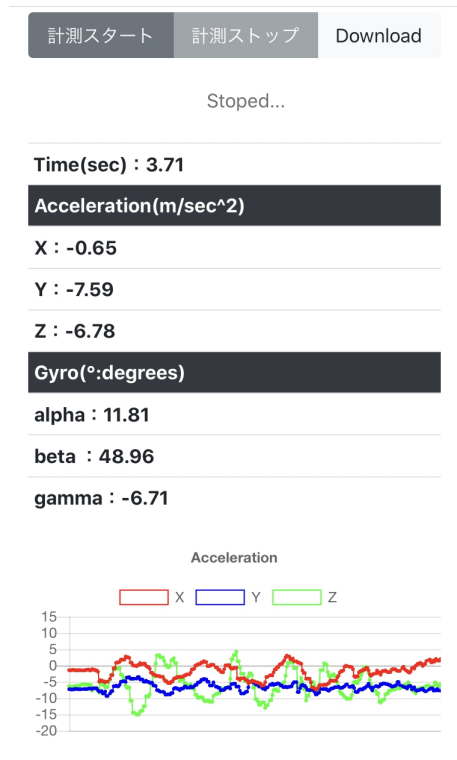 計測スタート 計測ストップ Download
Stoped...
Time(sec)：3.71
Acceleration(m/sec^2)
X：-0.65
Y：-7.59
Z：-6.78
Gyro(°:degrees)
alpha：11.81
beta ：48.96
gamma：-6.71
Acceleration
X Y Z
15
10
5
0
-5
-10
-15
-20